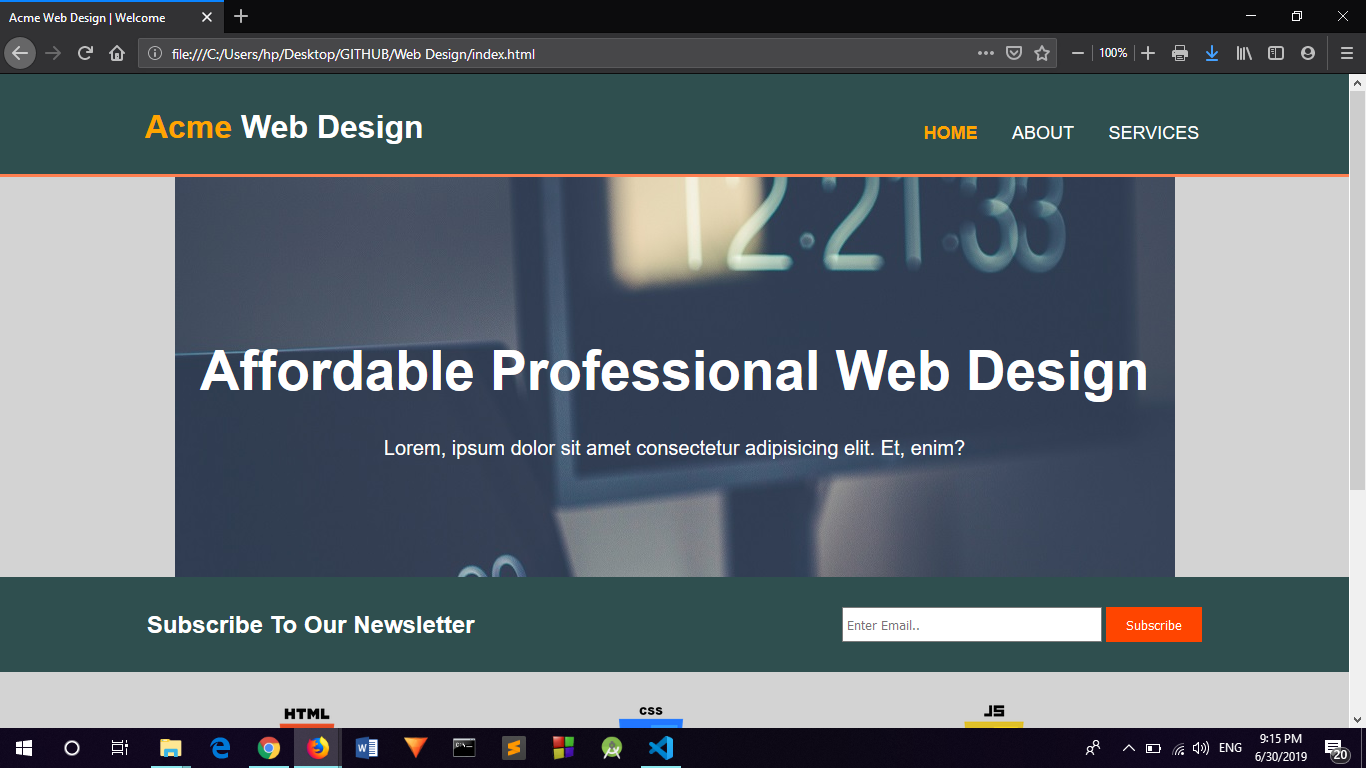 Acme Web Design | Welcome
file:///C:/Users/hp/Desktop/GITHUB/Web Design/index.html
100%
Acme Web Design
HOME ABOUT SERVICES
12:21:33
Affordable Professional Web Design
Lorem, ipsum dolor sit amet consectetur adipisicing elit. Et, enim?
Subscribe To Our Newsletter
Enter Email..
Subscribe
HTML
CSS
JS
ENG
9:15 PM
6/30/2019
20